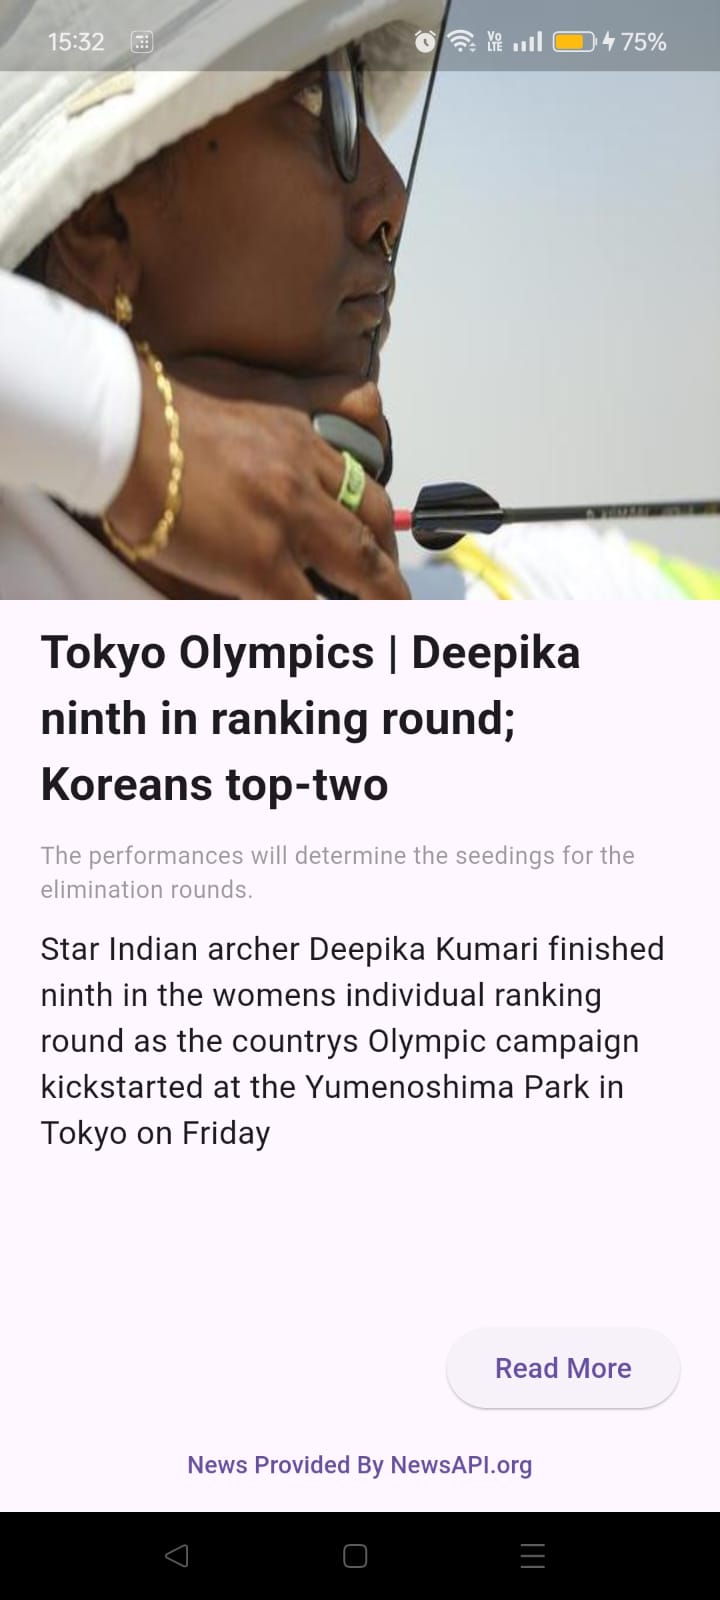 15:32
Vo
LTE
75%
Tokyo Olympics | Deepika
ninth in ranking round;
Koreans top-two
The performances will determine the seedings for the
elimination rounds.
Star Indian archer Deepika Kumari finished
ninth in the womens individual ranking
round as the countrys Olympic campaign
kickstarted at the Yumenoshima Park in
Tokyo on Friday
Read More
News Provided By NewsAPI.org